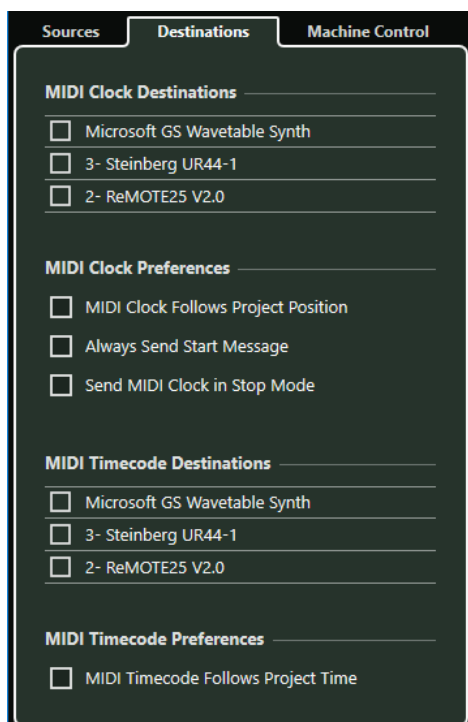 Sources Destinations Machine Control
MIDI Clock Destinations
Microsoft GS Wavetable Synth
3- Steinberg UR44-1
2- ReMOTE25 V2.0
MIDI Clock Preferences
MIDI Clock Follows Project Position
Always Send Start Message
Send MIDI Clock in Stop Mode
MIDI Timecode Destinations
Microsoft GS Wavetable Synth
3- Steinberg UR44-1
2- ReMOTE25 V2.0
MIDI Timecode Preferences
MIDI Timecode Follows Project Time